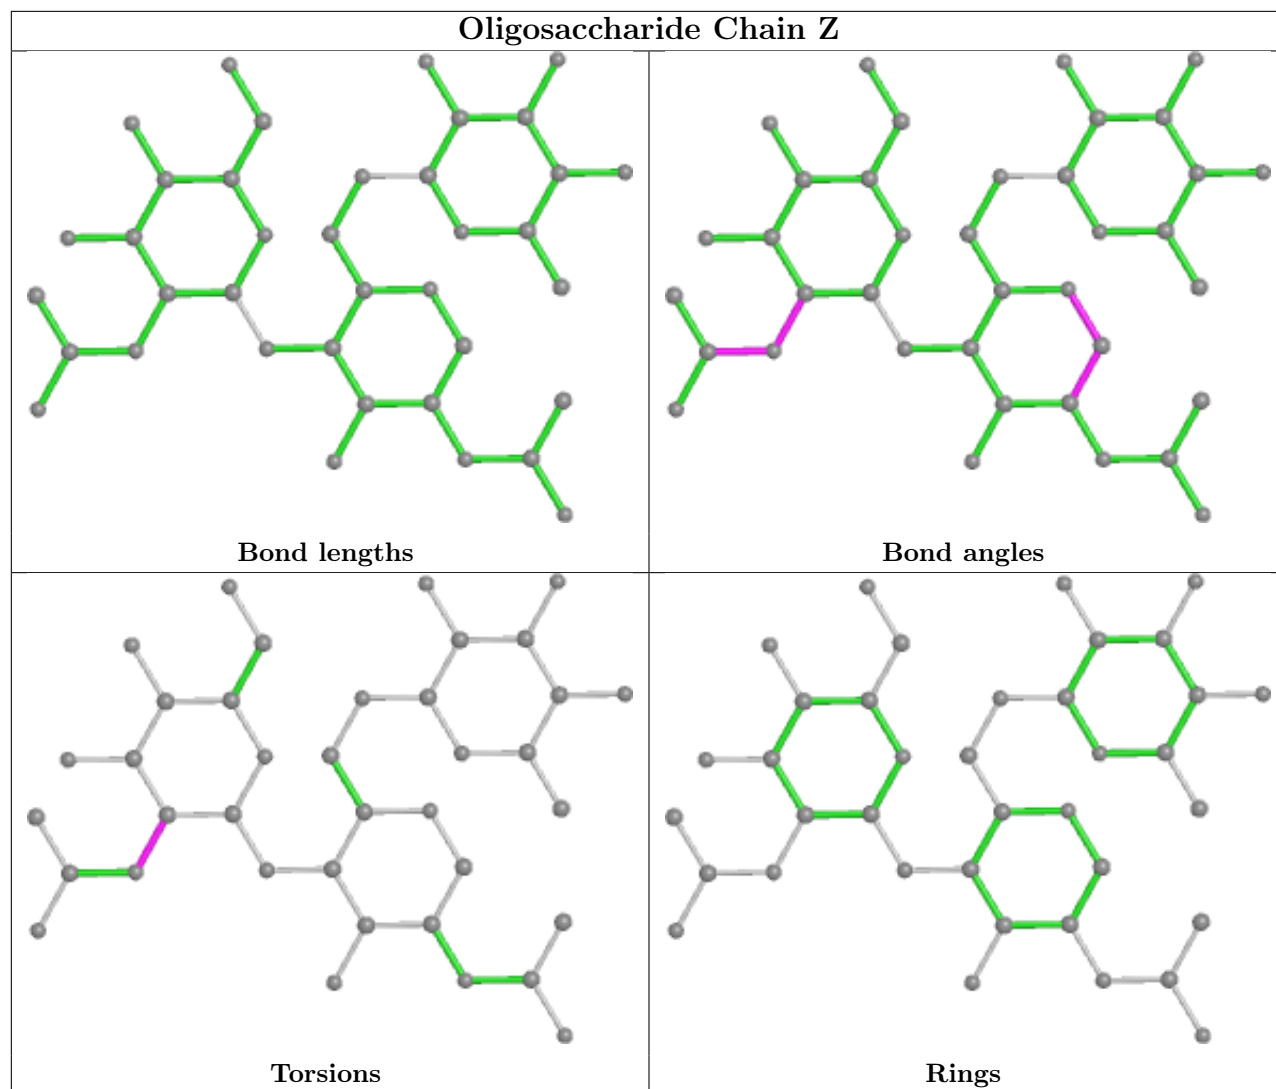 Oligosaccharide Chain Z
Bond lengths
Bond angles
Torsions
Rings